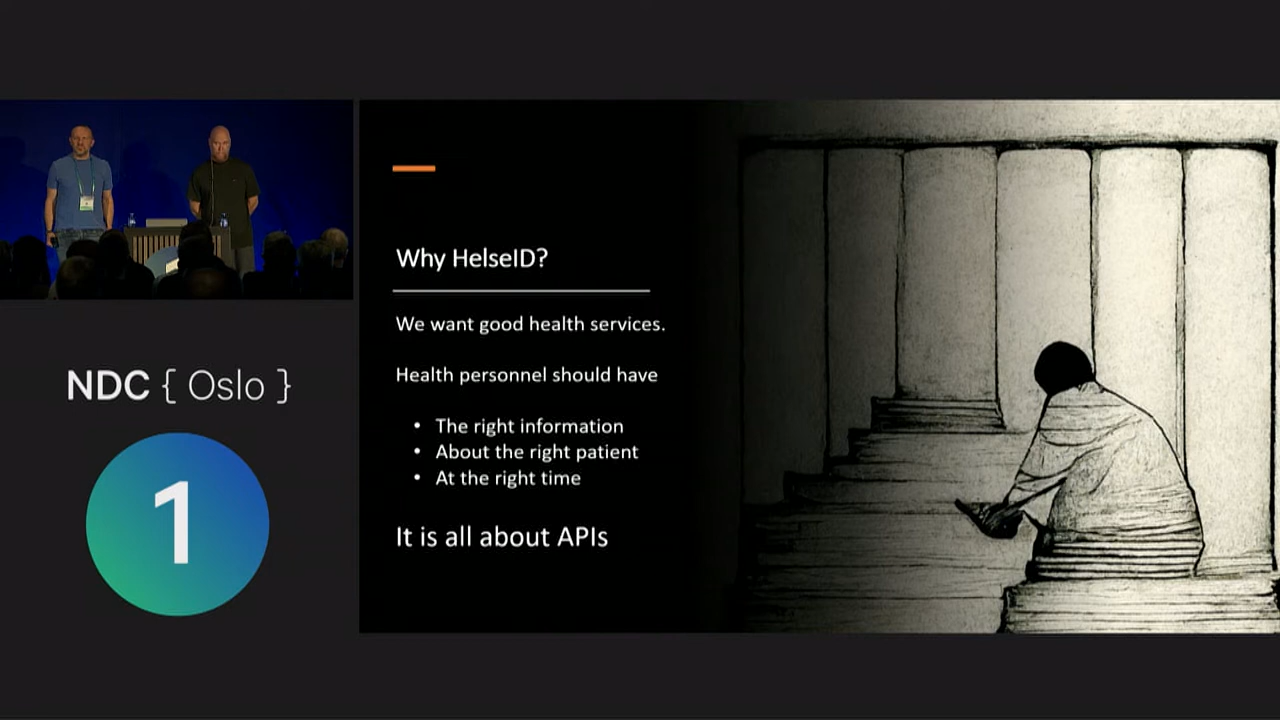 NDC { Oslo }
1
Why HelseID?
We want good health services.
Health personnel should have
• The right information
• About the right patient
• At the right time
It is all about APIs